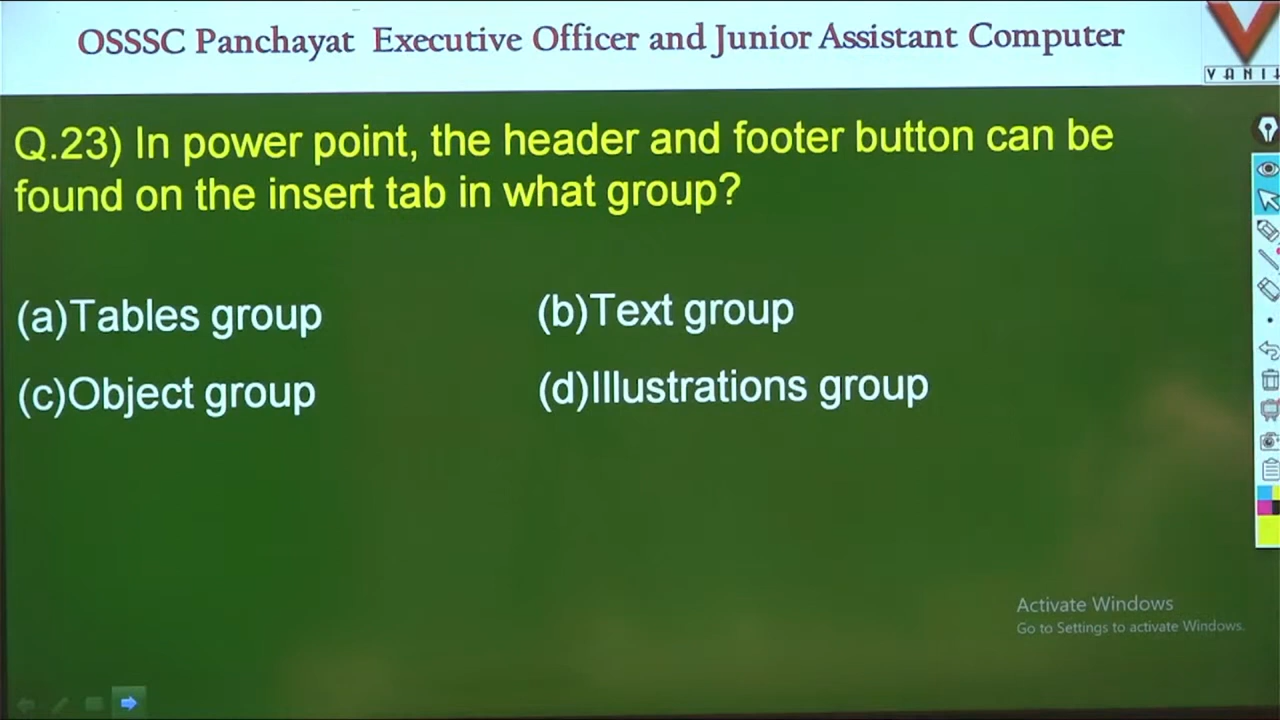 OSSSC Panchayat Executive Officer and Junior Assistant Computer
VANI
Q.23) In power point, the header and footer button can be
found on the insert tab in what group?
(a)Tables group
(b)Text group
(c)Object group
(d)Illustrations group
Activate Windows
Go to Settings to activate Windows.